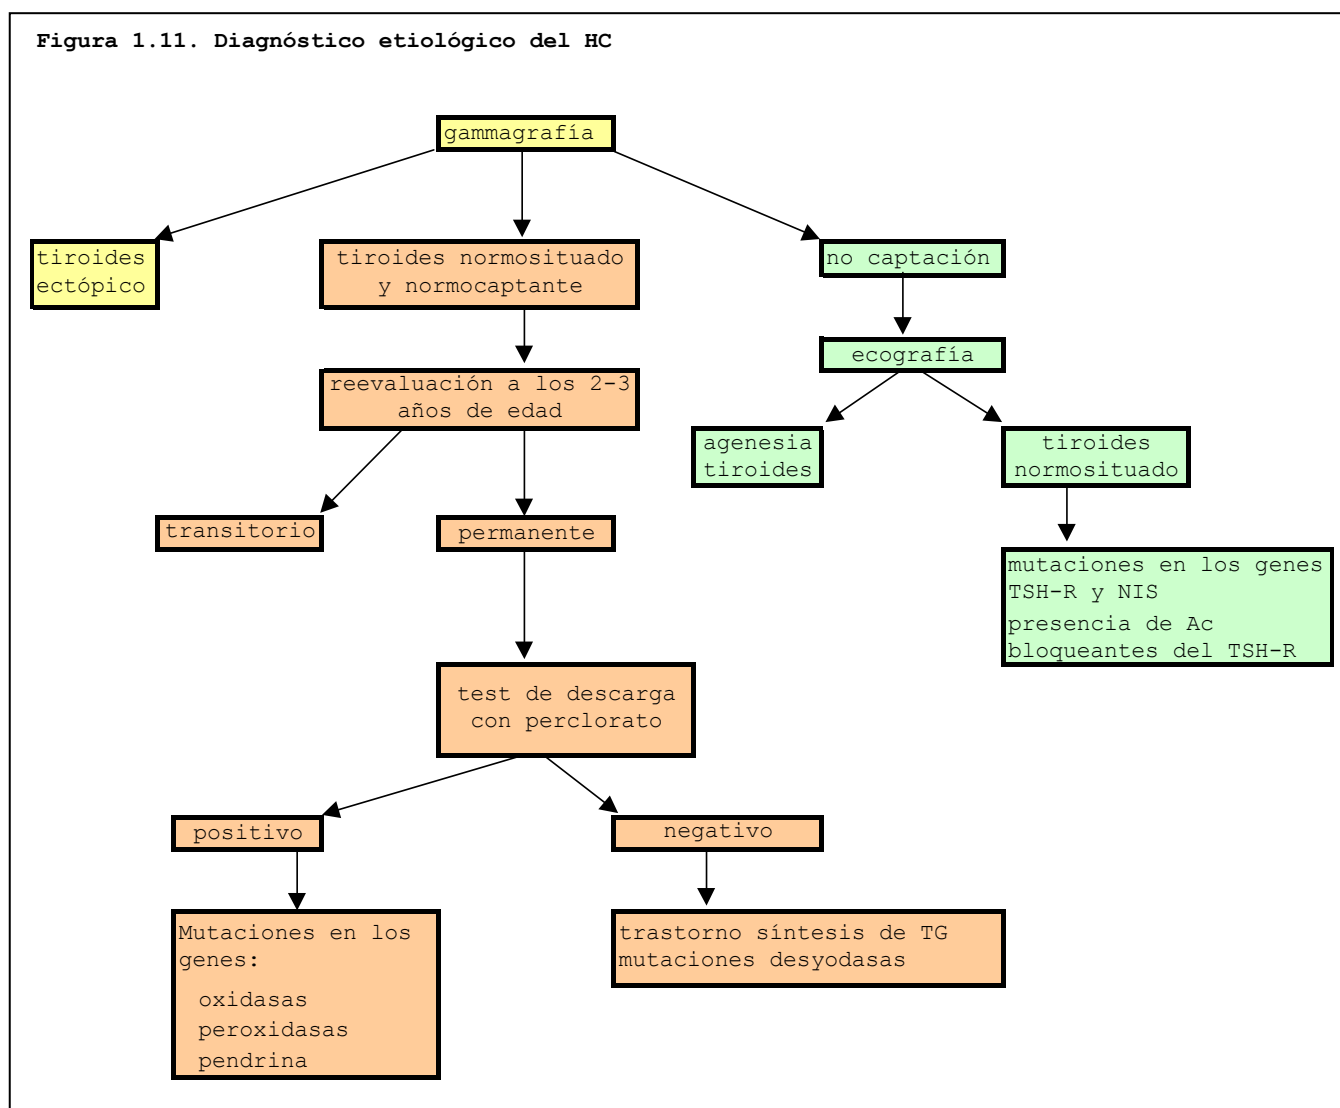 Figura 1.11. Diagnóstico etiológico del HC
gammagrafía
tiroides
ectópico
tiroides normosituado
y normocaptante
no captación
ecografía
reevaluación a los 2-3
años de edad
agenesia
tiroides
tiroides
normosituado
transitorio
permanente
mutaciones en los genes
TSH-R y NIS
presencia de Ac
bloqueantes del TSH-R
test de descarga
con perclorato
positivo
negativo
Mutaciones en los
genes:
oxidasas
peroxidasas
pendrina
trastorno síntesis de TG
mutaciones desyodasas